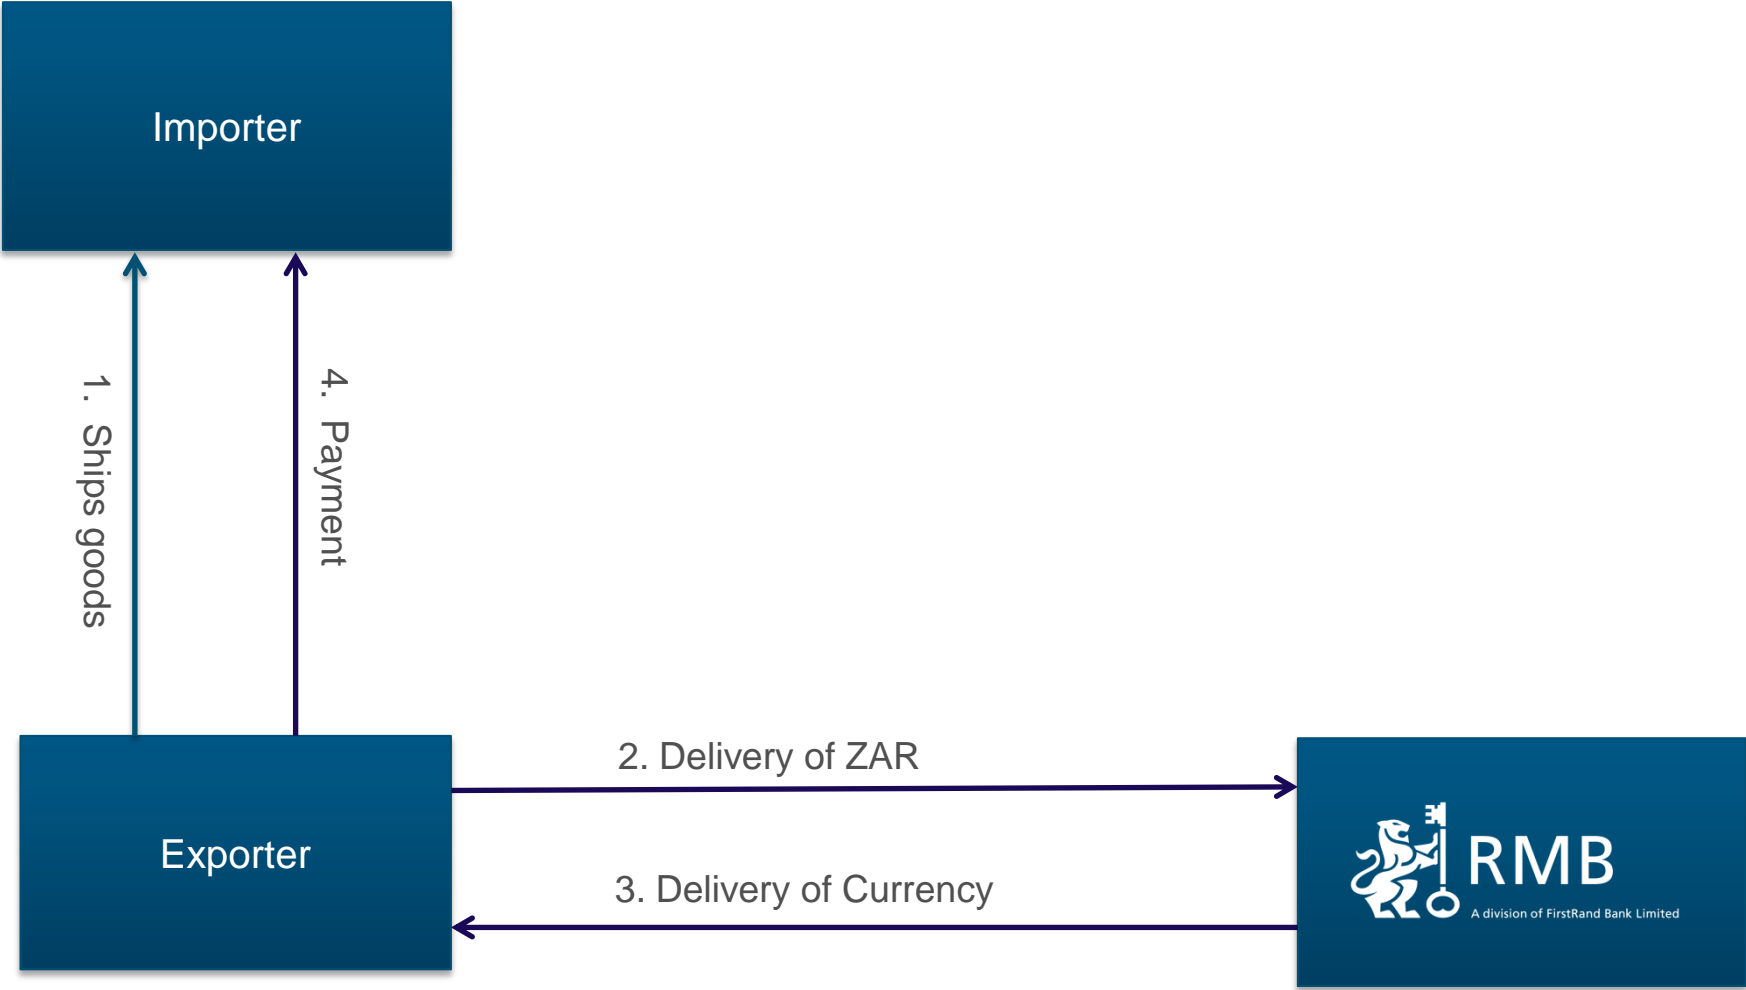 Importer
1. Ships goods
4. Payment
2. Delivery of ZAR
Exporter
3. Delivery of Currency
RMB
A division of FirstRand Bank Limited